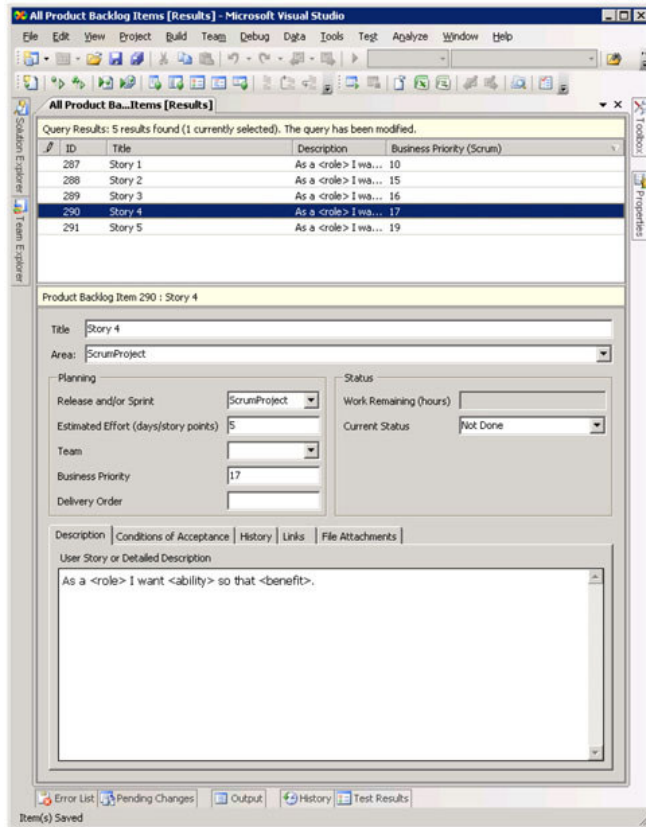 All Product Backlog Items [Results] - Microsoft Visual Studio
File Edit View Project Build Team Debug Data Tools Test Analyze Window Help
All Product Ba...Items [Results]
Solution Explorer
Team Explorer
Toolbox
Properties
Query Results: 5 results found (1 currently selected). The query has been modified.
ID Title Description Business Priority (Scrum)
287 Story 1 As a <role> I wa... 10
288 Story 2 As a <role> I wa... 15
289 Story 3 As a <role> I wa... 16
290 Story 4 As a <role> I wa... 17
291 Story 5 As a <role> I wa... 19
Product Backlog Item 290 : Story 4
Title Story 4
Area: ScrumProject
Planning Status
Release and/or Sprint ScrumProject Work Remaining (hours)
Estimated Effort (days/story points) 5 Current Status Not Done
Team
Business Priority 17
Delivery Order
Description Conditions of Acceptance History Links File Attachments
User Story or Detailed Description
As a <role> I want <ability> so that <benefit>.
Error List Pending Changes Output History Test Results
Item(s) Saved